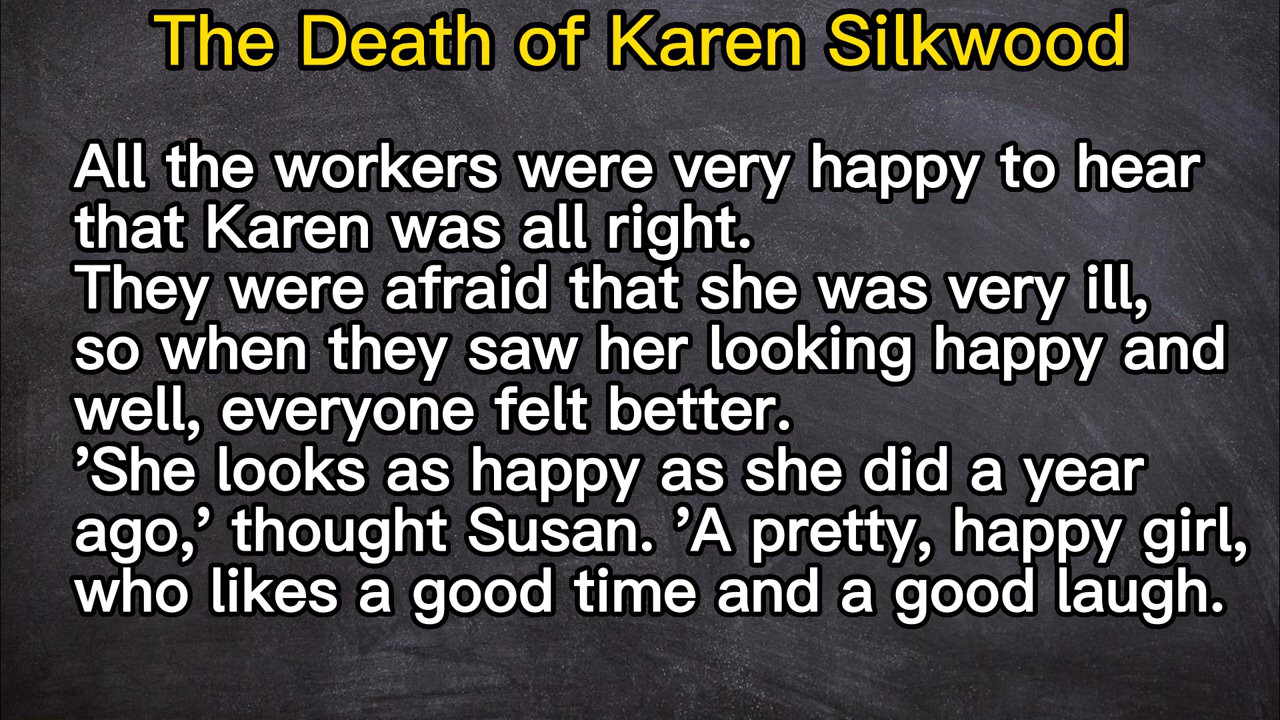 The Death of Karen Silkwood
All the workers were very happy to hear
that Karen was all right.
They were afraid that she was very ill,
so when they saw her looking happy and
well, everyone felt better.
’She looks as happy as she did a year
ago,’ thought Susan. ’A pretty, happy girl,
who likes a good time and a good laugh.